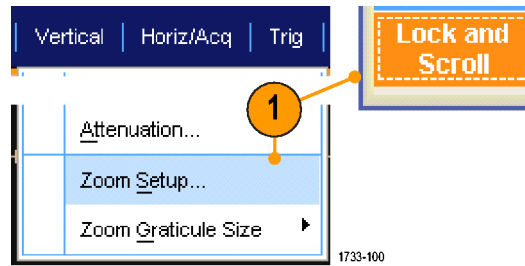 Vertical | Horiz/Acq | Trig
Lock and
Scroll
1
Attenuation...
Zoom Setup...
Zoom Graticule Size
1733-100